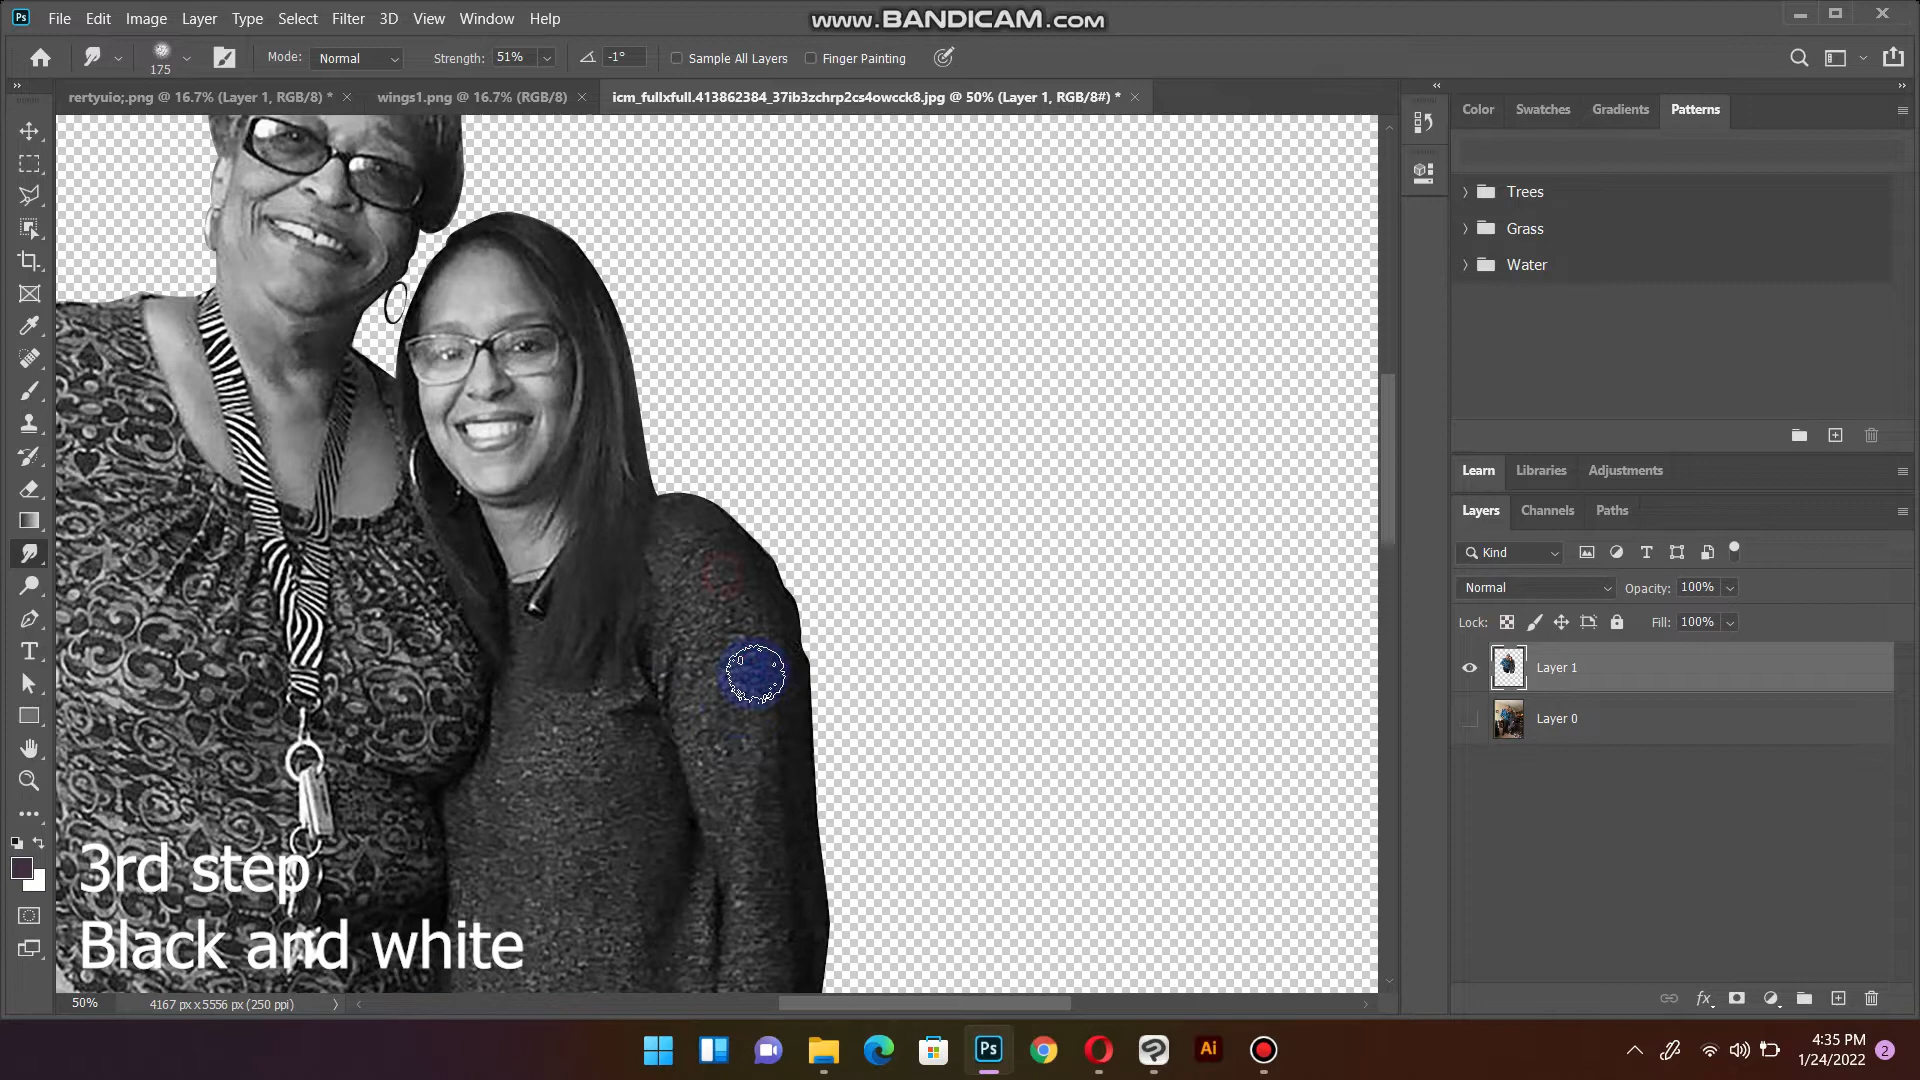 www.BANDICAM.com
File Edit Image Layer Type Select Filter 3D View Window Help
175 Mode: Normal Strength: 51% -1° Sample All Layers Finger Painting
rertyuio;.png @ 16.7% (Layer 1, RGB/8) * wings1.png @ 16.7% (RGB/8) icm_fullxfull.413862384_37ib3zchrp2cs4owcck8.jpg @ 50% (Layer 1, RGB/8#) *
Color Swatches Gradients Patterns
Trees
Grass
Water
Learn Libraries Adjustments
Layers Channels Paths
Kind
Normal Opacity: 100%
Lock: Fill: 100%
Layer 1
Layer 0
3rd step
Black and white
50% 4167 px x 5556 px (250 ppi)
Ps Ai
4:35 PM
1/24/2022 2